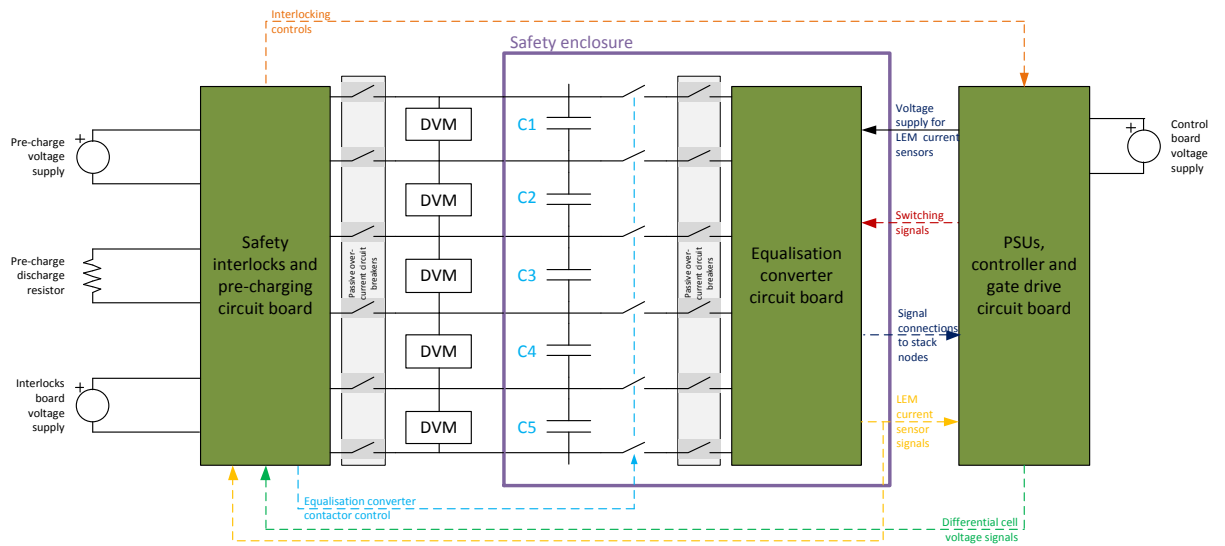 Interlocking
controls
Safety enclosure
Pre-charge
voltage
supply
+
Pre-charge
discharge
resistor
Interlocks
board
voltage
supply
+
Safety
interlocks and
pre-charging
circuit board
Passive over-
current circuit
breakers
DVM
DVM
DVM
DVM
DVM
C1
C2
C3
C4
C5
Passive over-
current circuit
breakers
Equalisation
converter
circuit board
Voltage
supply for
LEM current
sensors
Switching
signals
Signal
connections
to stack
nodes
LEM
current
sensor
signals
PSUs,
controller and
gate drive
circuit board
+
Control
board
voltage
supply
Equalisation converter
contactor control
Differential cell
voltage signals